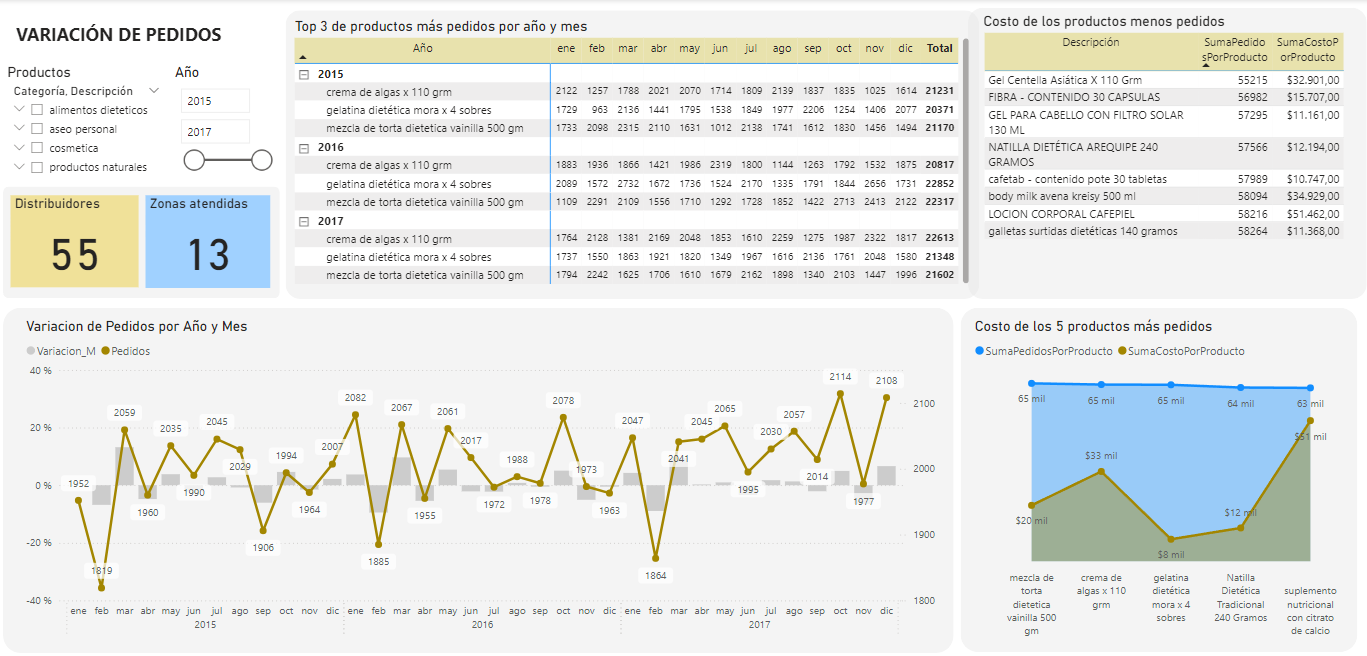 VARIACIÓN DE PEDIDOS
Productos
Categoría, Descripción
alimentos dieteticos
aseo personal
cosmetica
productos naturales
Año
2015
2017
Distribuidores
55
Zonas atendidas
13
Top 3 de productos más pedidos por año y mes
Año ene feb mar abr may jun jul ago sep oct nov dic Total
2015
crema de algas x 110 grm 2122 1257 1788 2021 2070 1714 1809 2139 1837 1835 1025 1614 21231
gelatina dietética mora x 4 sobres 1729 963 2136 1441 1795 1538 1849 1977 2206 1254 1406 2077 20371
mezcla de torta dietetica vainilla 500 gm 1733 2098 2315 2110 1631 1012 2138 1741 1612 1830 1456 1494 21170
2016
crema de algas x 110 grm 1883 1936 1866 1421 1986 2319 1800 1144 1263 1792 1532 1875 20817
gelatina dietética mora x 4 sobres 2089 1572 2732 1672 1736 1524 2170 1335 1791 1844 2656 1731 22852
mezcla de torta dietetica vainilla 500 gm 1109 2291 2109 1556 1710 1292 1728 1852 1422 2713 2413 2122 22317
2017
crema de algas x 110 grm 1764 2128 1381 2169 2048 1853 1610 2259 1275 1987 2322 1817 22613
gelatina dietética mora x 4 sobres 1737 1550 1863 1921 1820 1349 1967 1616 2136 1761 2048 1580 21348
mezcla de torta dietetica vainilla 500 gm 1794 2242 1625 1706 1610 1679 2162 1898 1340 2103 1447 1996 21602
Costo de los productos menos pedidos
Descripción SumaPedido SumaCostoP
sPorProducto orProducto
Gel Centella Asiática X 110 Grm 55215 $32.901,00
FIBRA - CONTENIDO 30 CAPSULAS 56982 $15.707,00
GEL PARA CABELLO CON FILTRO SOLAR 57295 $11.161,00
130 ML
NATILLA DIETÉTICA AREQUIPE 240 57566 $12.194,00
GRAMOS
cafetab - contenido pote 30 tabletas 57989 $10.747,00
body milk avena kreisy 500 ml 58094 $34.929,00
LOCION CORPORAL CAFEPIEL 58216 $51.462,00
galletas surtidas dietéticas 140 gramos 58264 $11.368,00
Variacion de Pedidos por Año y Mes
Variacion_M Pedidos
40 %
20 %
0 %
-20 %
-40 %
2100
2000
1900
1800
1952
1819
2059
1960
2035
1990
2045
2029
1906
1994
1964
2007
2082
1885
2067
1955
2061
2017
1972
1988
1978
2078
1973
1963
2047
1864
2041
2045
2065
1995
2030
2057
2014
2114
1977
2108
ene feb mar abr may jun jul ago sep oct nov dic ene feb mar abr may jun jul ago sep oct nov dic ene feb mar abr may jun jul ago sep oct nov dic
2015 2016 2017
Costo de los 5 productos más pedidos
SumaPedidosPorProducto SumaCostoPorProducto
65 mil 65 mil 65 mil 64 mil 63 mil
$20 mil $33 mil $8 mil $12 mil $51 mil
mezcla de
torta
dietetica
vainilla 500
gm
crema de
algas x 110
grm
gelatina
dietética
mora x 4
sobres
Natilla
Dietética
Tradicional
240 Gramos
suplemento
nutricional
con citrato
de calcio